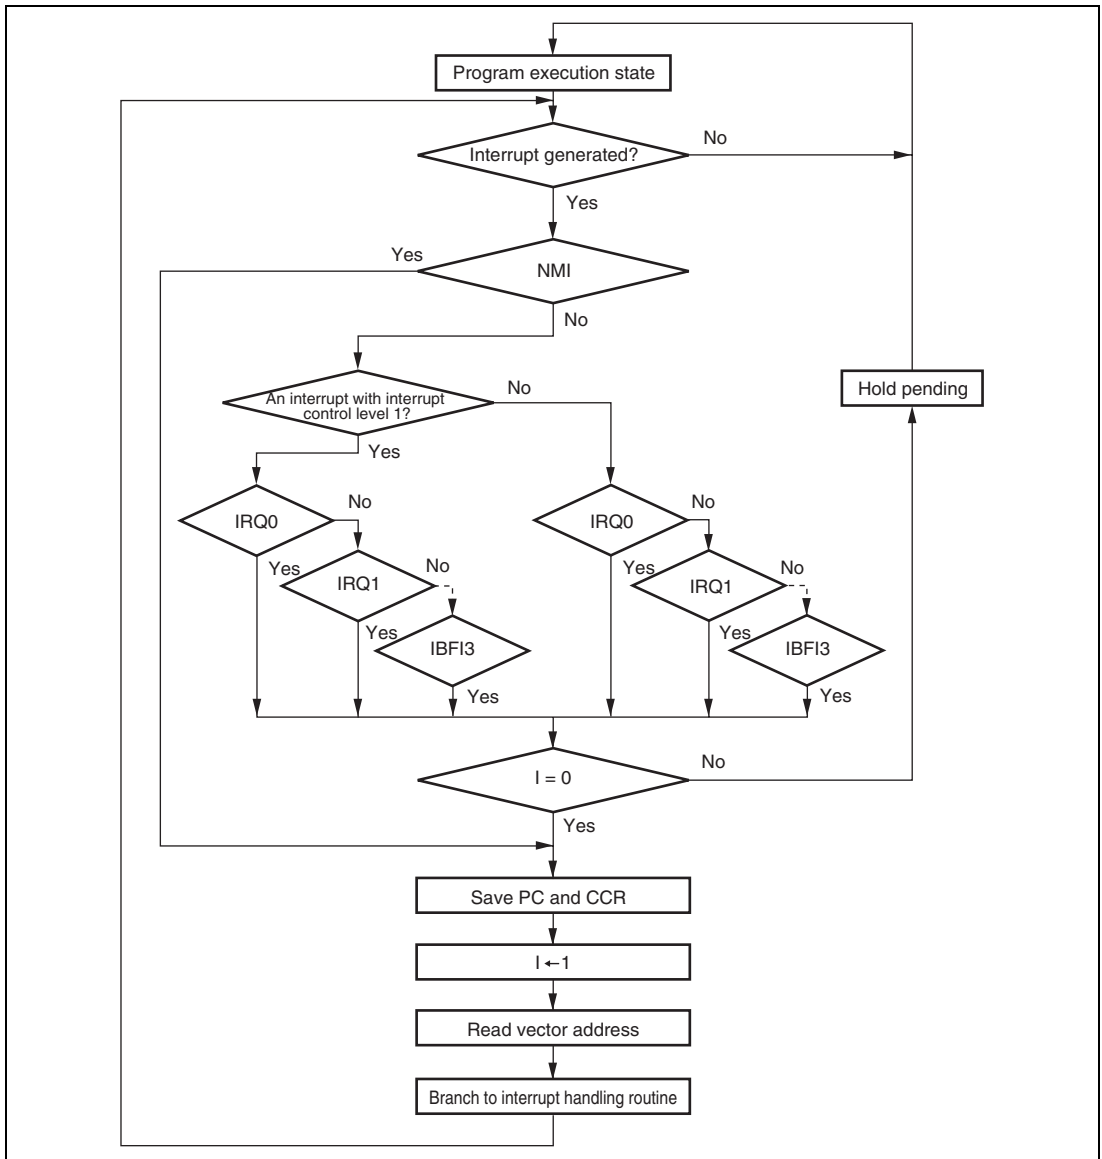 Program execution state
Interrupt generated?
No
Yes
Yes
NMI
No
An interrupt with interrupt
control level 1?
No
Hold pending
Yes
IRQ0
No
IRQ0
No
Yes
IRQ1
No
Yes
IRQ1
No
Yes
IBFI3
Yes
IBFI3
Yes
Yes
I = 0
No
Yes
Save PC and CCR
I ←1
Read vector address
Branch to interrupt handling routine